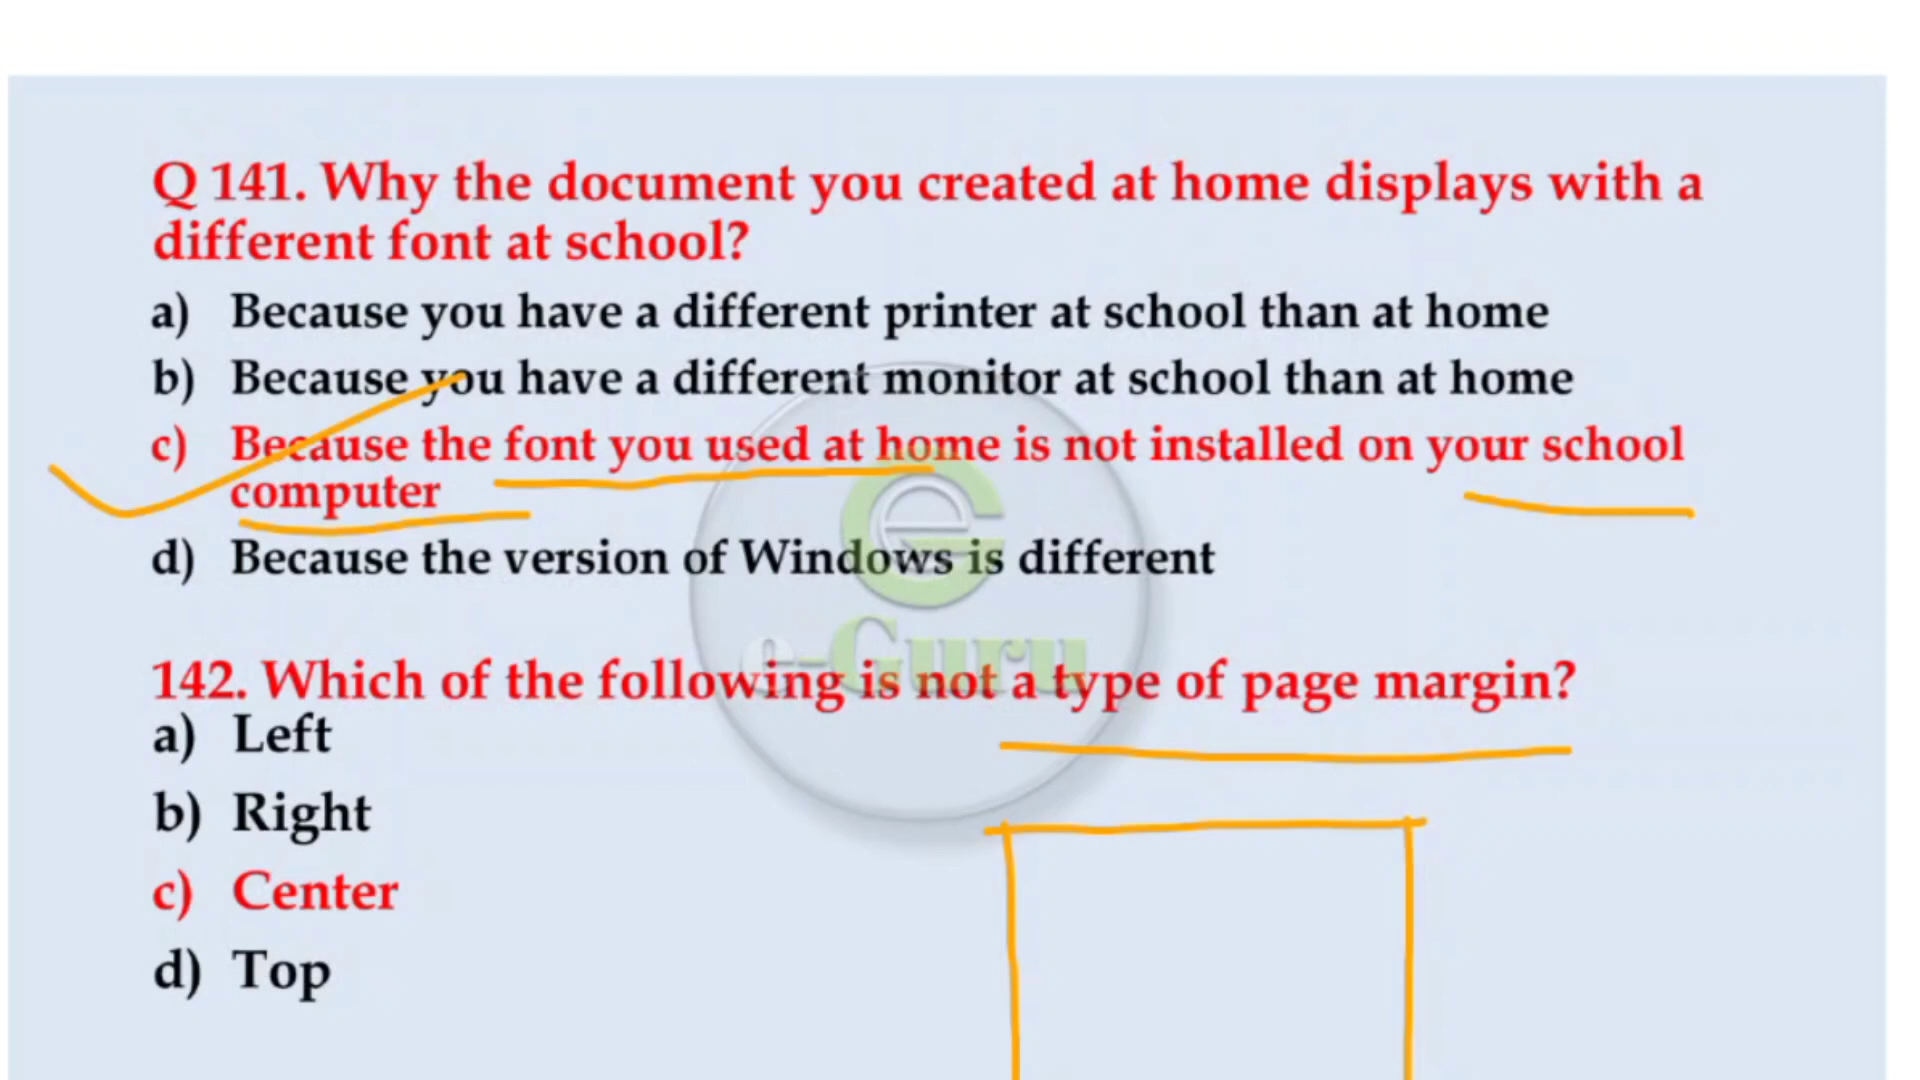 Q 141. Why the document you created at home displays with a
different font at school?
a) Because you have a different printer at school than at home
b) Because you have a different monitor at school than at home
c) Because the font you used at home is not installed on your school
computer
d) Because the version of Windows is different
e-Guru
142. Which of the following is not a type of page margin?
a) Left
b) Right
c) Center
d) Top